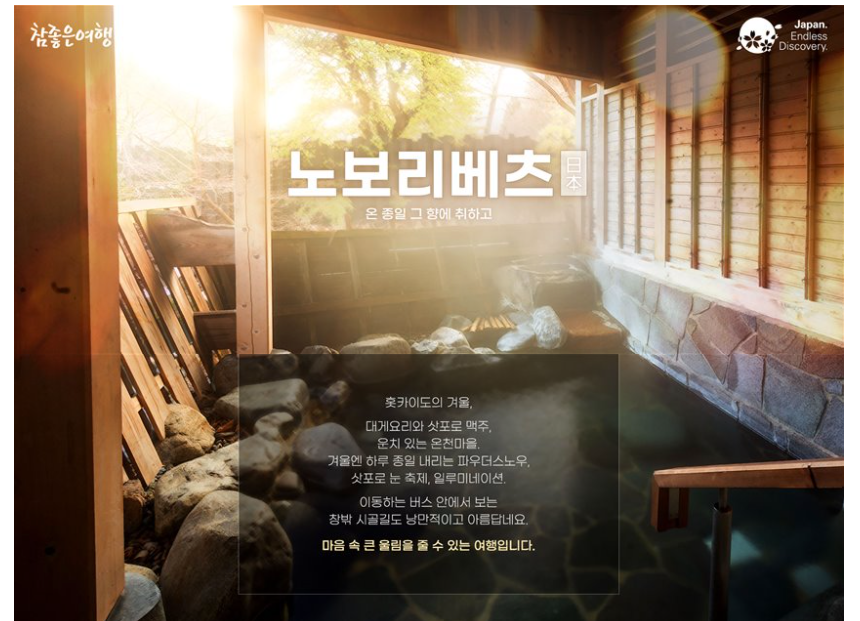 참좋은여행
Japan.
Endless
Discovery.
노보리베츠 日本
온 종일 그 향에 취하고
홋카이도의 겨울,
대게요리와 삿포로 맥주,
운치 있는 온천마을.
겨울엔 하루 종일 내리는 파우더스노우,
삿포로 눈 축제, 일루미네이션.
이동하는 버스 안에서 보는
창밖 시골길도 낭만적이고 아름답네요.
마음 속 큰 울림을 줄 수 있는 여행입니다.